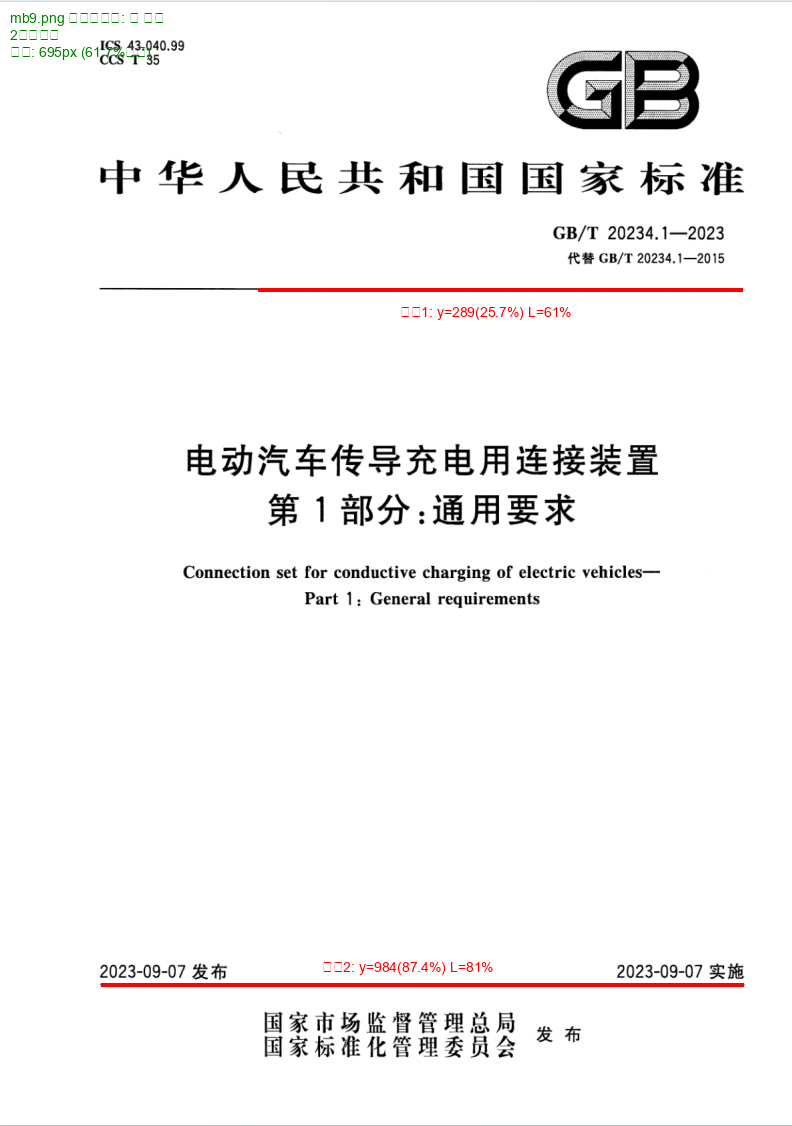 mb9.png
ICS 43.040.99
CCS T 35
GB
中华人民共和国国家标准
GB/T 20234.1—2023
代替 GB/T 20234.1—2015
1: y=289(25.7%) L=61%
电动汽车传导充电用连接装置
第1部分:通用要求
Connection set for conductive charging of electric vehicles—
Part 1: General requirements
2023-09-07 发布
2: y=984(87.4%) L=81%
2023-09-07 实施
国家市场监督管理总局
国家标准化管理委员会
发布